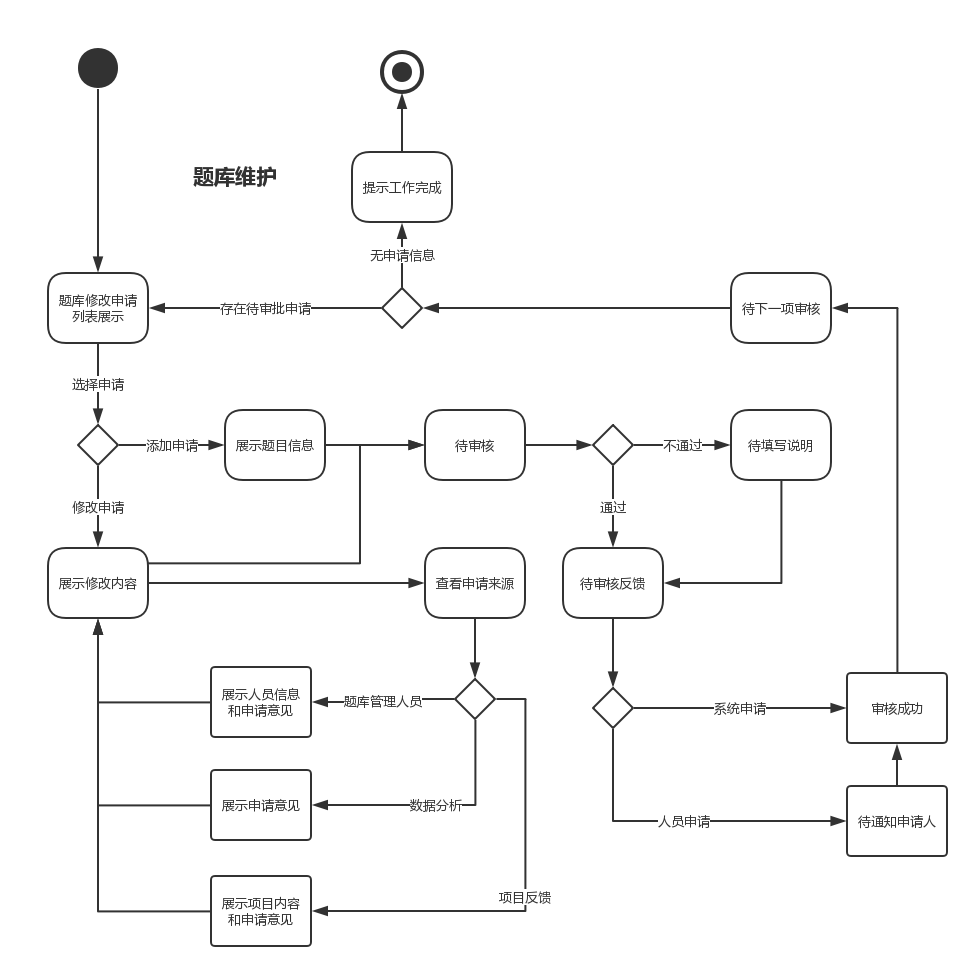 题库维护
提示工作完成
无申请信息
题库修改申请
列表展示
存在待审批申请
待下一项审核
选择申请
添加申请
展示题目信息
待审核
不通过
待填写说明
修改申请
通过
展示修改内容
查看申请来源
待审核反馈
展示人员信息
和申请意见
题库管理人员
系统申请
审核成功
展示申请意见
数据分析
人员申请
待通知申请人
项目反馈
展示项目内容
和申请意见